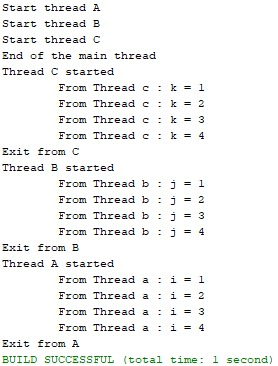 Start thread A
Start thread B
Start thread C
End of the main thread
Thread C started
From Thread c : k = 1
From Thread c : k = 2
From Thread c : k = 3
From Thread c : k = 4
Exit from C
Thread B started
From Thread b : j = 1
From Thread b : j = 2
From Thread b : j = 3
From Thread b : j = 4
Exit from B
Thread A started
From Thread a : i = 1
From Thread a : i = 2
From Thread a : i = 3
From Thread a : i = 4
Exit from A
BUILD SUCCESSFUL (total time: 1 second)